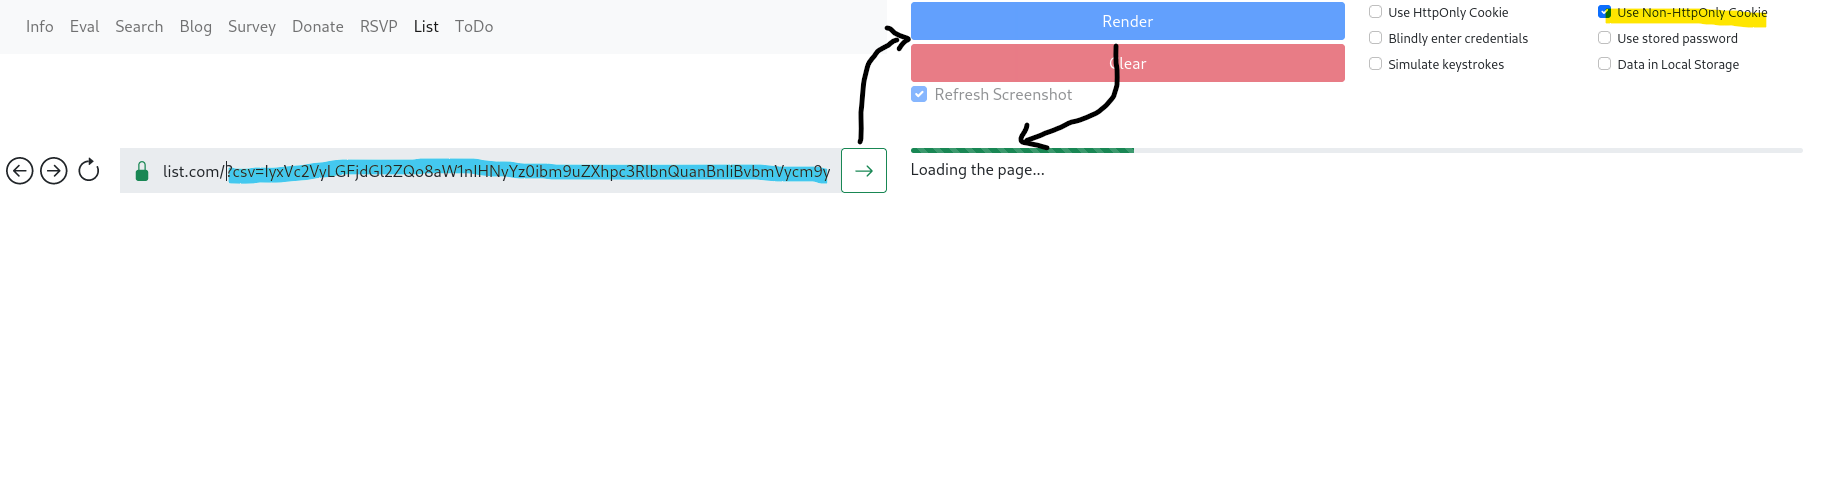 Info Eval Search Blog Survey Donate RSVP List ToDo
Render
Clear
Refresh Screenshot
Use HttpOnly Cookie
Use Non-HttpOnly Cookie
Blindly enter credentials
Use stored password
Simulate keystrokes
Data in Local Storage
list.com/?csv=IyxVc2VyLGFjdGl2ZQo8aW1nIHNyYz0ibm9uZXhpc3RlbnQuanBnIiBvbmVycm9y
Loading the page...